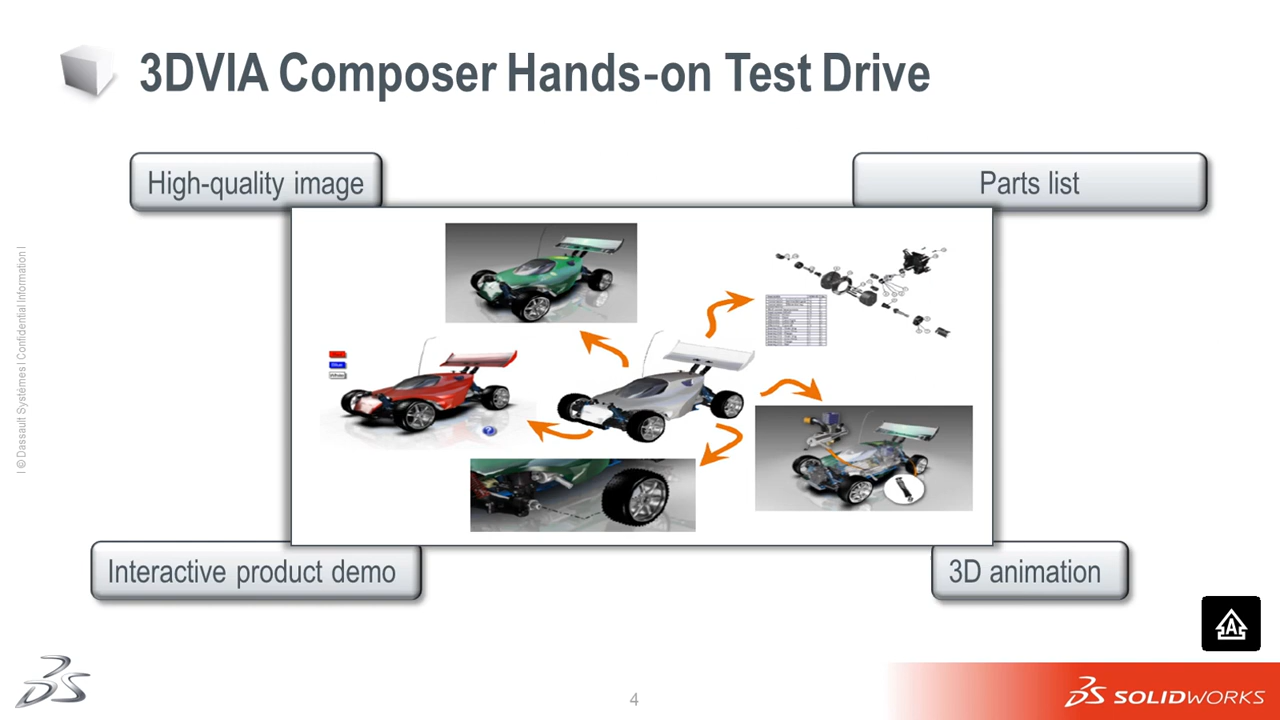 3DVIA Composer Hands-on Test Drive
High-quality image
Parts list
Interactive product demo
3D animation
I © Dassault Systèmes I Confidential Information I
4
SOLIDWORKS
A